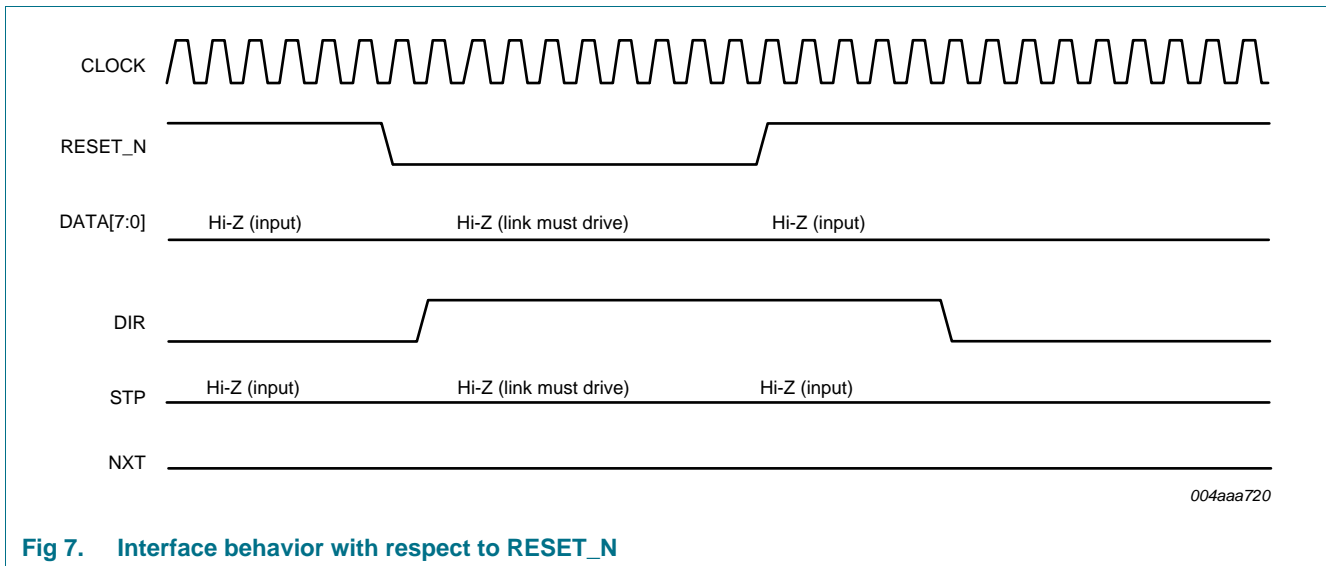 CLOCK
RESET_N
DATA[7:0] Hi-Z (input) Hi-Z (link must drive) Hi-Z (input)
DIR
STP Hi-Z (input) Hi-Z (link must drive) Hi-Z (input)
NXT
004aaa720
Fig 7. Interface behavior with respect to RESET_N